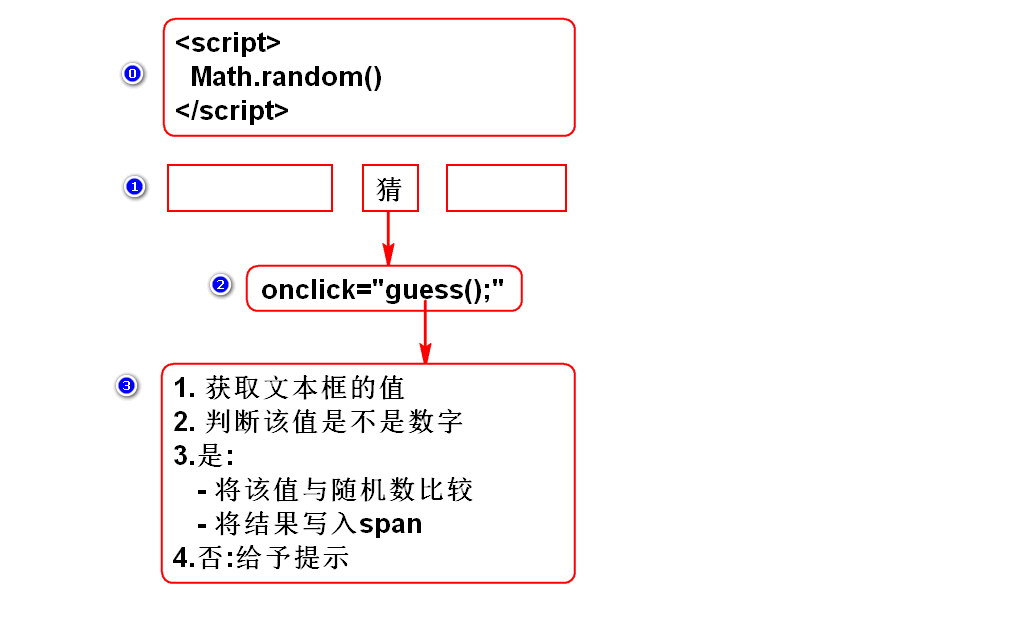 0
<script>
Math.random()
</script>
1
猜
2
onclick="guess();"
3
1. 获取文本框的值
2. 判断该值是不是数字
3.是:
- 将该值与随机数比较
- 将结果写入span
4.否:给予提示